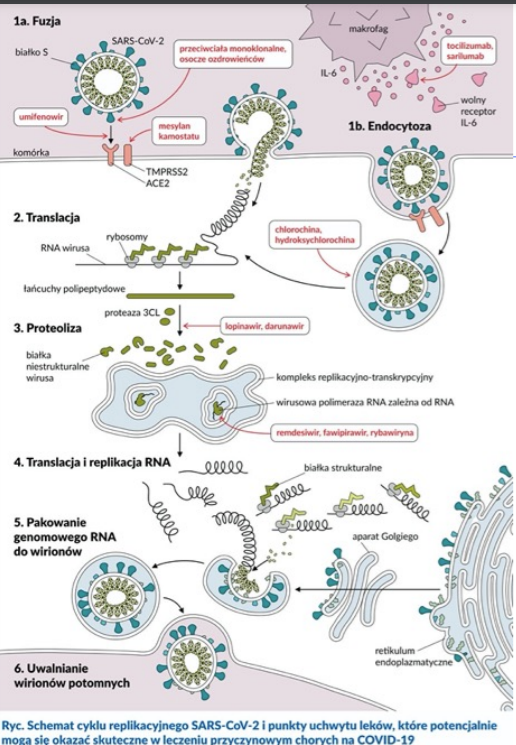 1a. Fuzja
SARS-CoV-2
białko S
przeciwciała monoklonalne,
osocze ozdrowieńców
makrofag
tocilizumab,
sarilumab
IL-6
wolny
receptor
IL-6
umifenowir
mesylan
kamostatu
1b. Endocytoza
komórka
TMPRSS2
ACE2
2. Translacja
chlorochina,
hydroksychlorochina
rybosomy
RNA wirusa
łańcuchy polipeptydowe
proteaza 3CL
3. Proteoliza
lopinawir, darunawir
białka
niestrukturalne
wirusa
kompleks replikacyjno-transkrypcyjny
wirusowa polimeraza RNA zależna od RNA
remdesiwir, fawipirawir, rybawiryna
4. Translacja i replikacja RNA
białka strukturalne
5. Pakowanie
genomowego RNA
do wirionów
aparat Golgiego
retikulum
endoplazmatyczne
6. Uwalnianie
wirionów potomnych
Ryc. Schemat cyklu replikacyjnego SARS-CoV-2 i punkty uchwytu leków, które potencjalnie
mogą się okazać skuteczne w leczeniu przyczynowym chorych na COVID-19